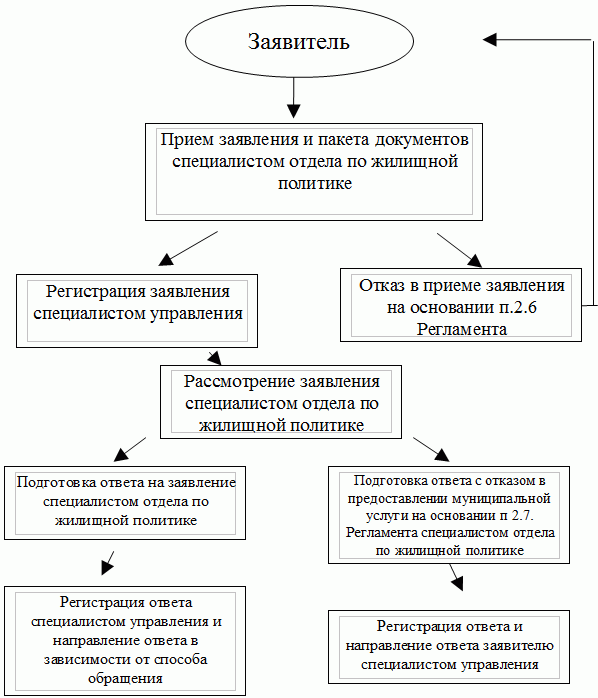 Заявитель
Прием заявления и пакета документов
специалистом отдела по жилищной
политике
Регистрация заявления
специалистом управления
Отказ в приеме заявления
на основании п.2.6
Регламента
Рассмотрение заявления
специалистом отдела по
жилищной политике
Подготовка ответа на заявление
специалистом отдела по
жилищной политике
Подготовка ответа с отказом в
предоставлении муниципальной
услуги на основании п 2.7.
Регламента специалистом отдела
по жилищной политике
Регистрация ответа
специалистом управления и
направление ответа в
зависимости от способа
обращения
Регистрация ответа и
направление ответа заявителю
специалистом управления